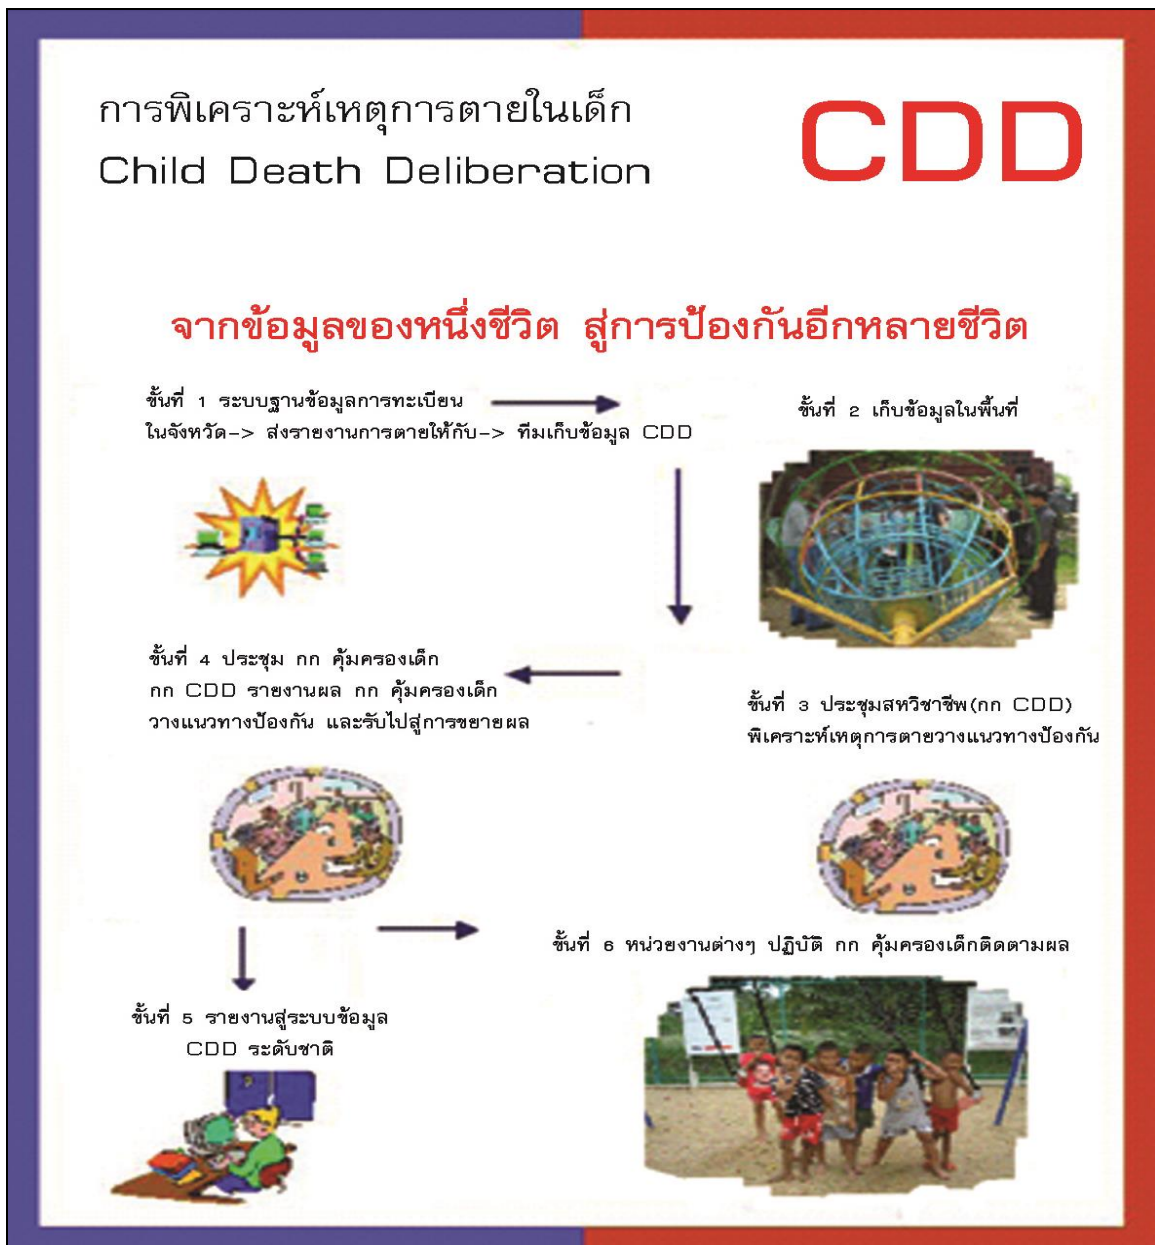 การพิเคราะห์เหตุการตายในเด็ก
Child Death Deliberation
CDD
จากข้อมูลของหนึ่งชีวิต สู่การป้องกันอีกหลายชีวิต
ขั้นที่ 1 ระบบฐานข้อมูลการทะเบียน
ในจังหวัด-> ส่งรายงานการตายให้กับ-> ทีมเก็บข้อมูล CDD
ขั้นที่ 2 เก็บข้อมูลในพื้นที่
ขั้นที่ 3 ประชุมสหวิชาชีพ(กก CDD)
พิเคราะห์เหตุการตายวางแนวทางป้องกัน
ขั้นที่ 4 ประชุม กก คุ้มครองเด็ก
กก CDD รายงานผล กก คุ้มครองเด็ก
วางแนวทางป้องกัน และรับไปสู่การขยายผล
ขั้นที่ 5 รายงานสู่ระบบข้อมูล
CDD ระดับชาติ
ขั้นที่ 6 หน่วยงานต่างๆ ปฏิบัติ กก คุ้มครองเด็กติดตามผล